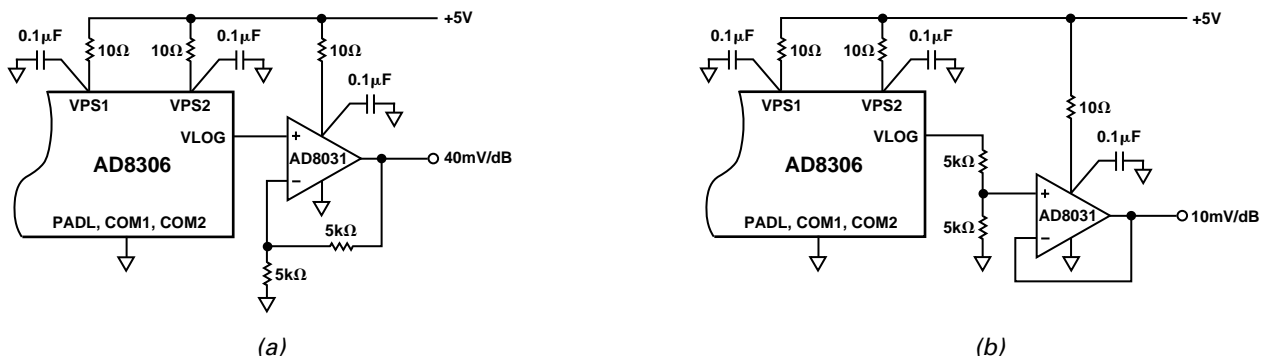 +5V
0.1µF
10Ω
10Ω
0.1µF
10Ω
0.1µF
VPS1
VPS2
VLOG
+
AD8031
−
40mV/dB
AD8306
PADL, COM1, COM2
5kΩ
5kΩ
(a)
+5V
0.1µF
10Ω
10Ω
0.1µF
VPS1
VPS2
10Ω
VLOG
0.1µF
5kΩ
AD8306
+
AD8031
−
10mV/dB
5kΩ
PADL, COM1, COM2
(b)